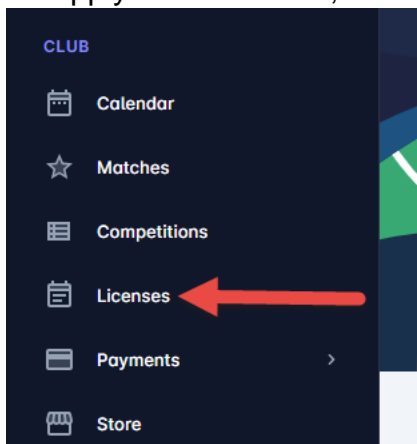 CLUB
Calendar
Matches
Competitions
Licenses
Payments
Store